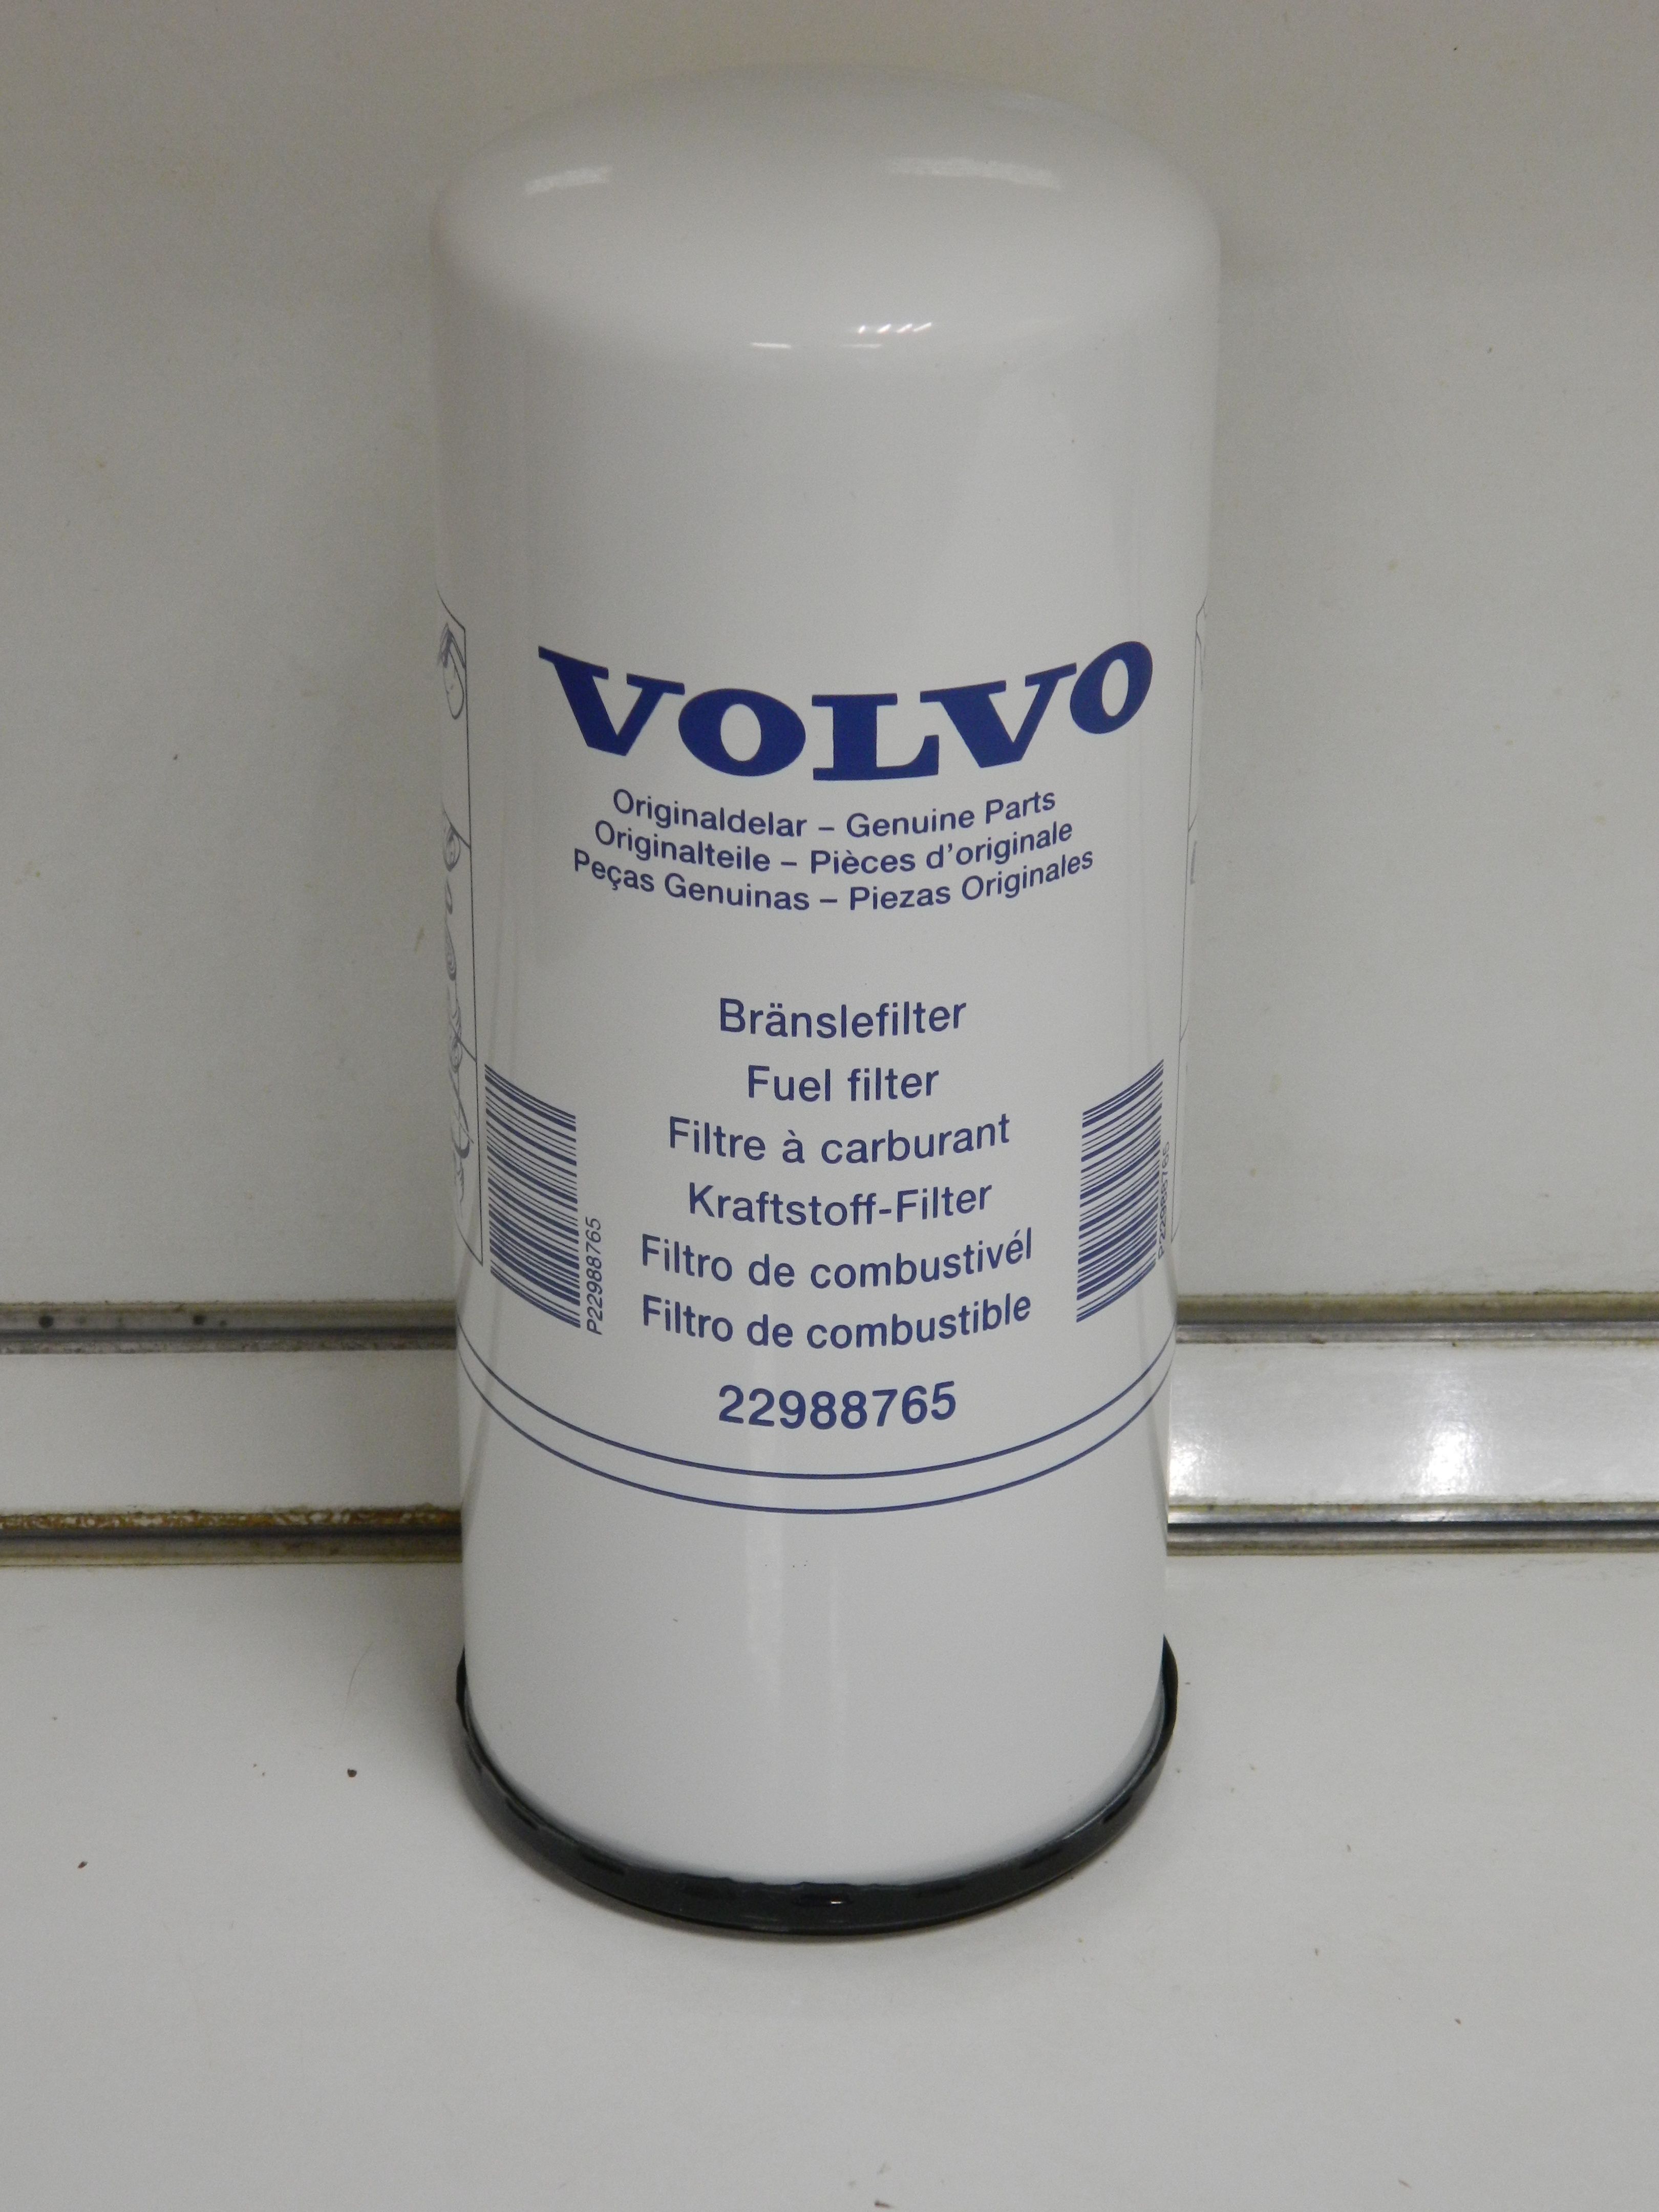 VOLVO
Originaldelar – Genuine Parts
Originalteile – Pièces d'originale
Peças Genuinas – Piezas Originales
Bränslefilter
Fuel filter
Filtre à carburant
Kraftstoff-Filter
Filtro de combustivél
Filtro de combustible
22988765
P22988765
P22988765